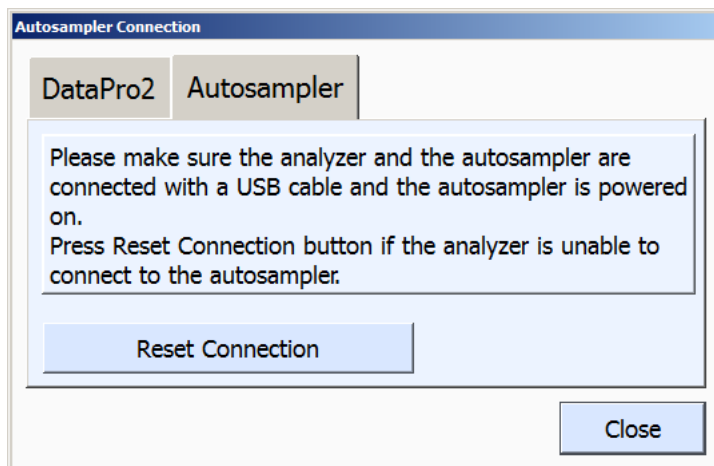 Autosampler Connection
DataPro2 Autosampler
Please make sure the analyzer and the autosampler are
connected with a USB cable and the autosampler is powered
on.
Press Reset Connection button if the analyzer is unable to
connect to the autosampler.
Reset Connection
Close